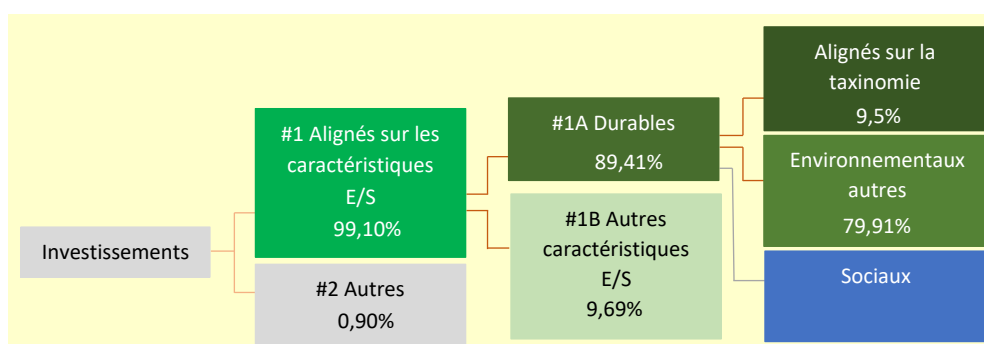 Investissements
#1 Alignés sur les
caractéristiques
E/S
99,10%
#2 Autres
0,90%
#1A Durables
89,41%
#1B Autres
caractéristiques
E/S
9,69%
Alignés sur la
taxinomie
9,5%
Environnementaux
autres
79,91%
Sociaux